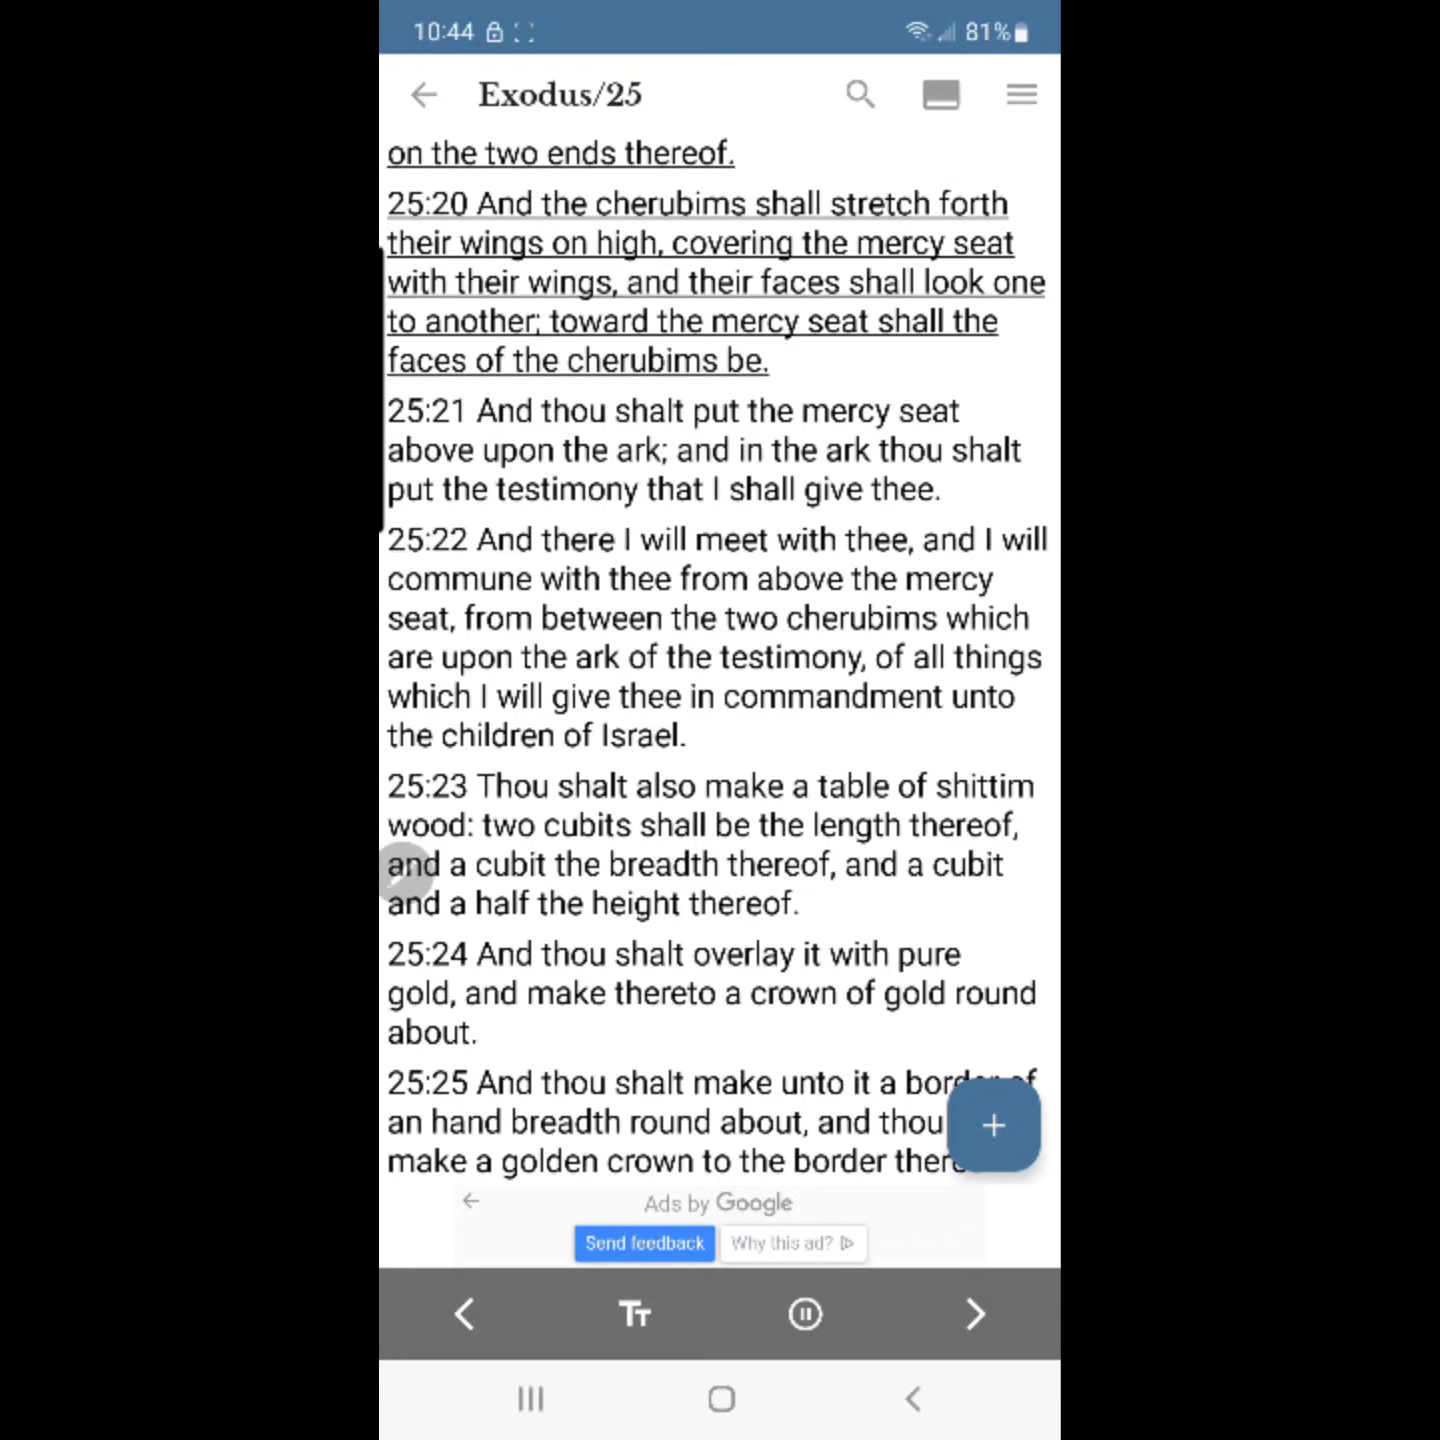 10:44 81%
Exodus/25
on the two ends thereof.
25:20 And the cherubims shall stretch forth
their wings on high, covering the mercy seat
with their wings, and their faces shall look one
to another; toward the mercy seat shall the
faces of the cherubims be.
25:21 And thou shalt put the mercy seat
above upon the ark; and in the ark thou shalt
put the testimony that I shall give thee.
25:22 And there I will meet with thee, and I will
commune with thee from above the mercy
seat, from between the two cherubims which
are upon the ark of the testimony, of all things
which I will give thee in commandment unto
the children of Israel.
25:23 Thou shalt also make a table of shittim
wood: two cubits shall be the length thereof,
and a cubit the breadth thereof, and a cubit
and a half the height thereof.
25:24 And thou shalt overlay it with pure
gold, and make thereto a crown of gold round
about.
25:25 And thou shalt make unto it a border of
an hand breadth round about, and thou
make a golden crown to the border
Ads by Google
Send feedback Why this ad?
TT